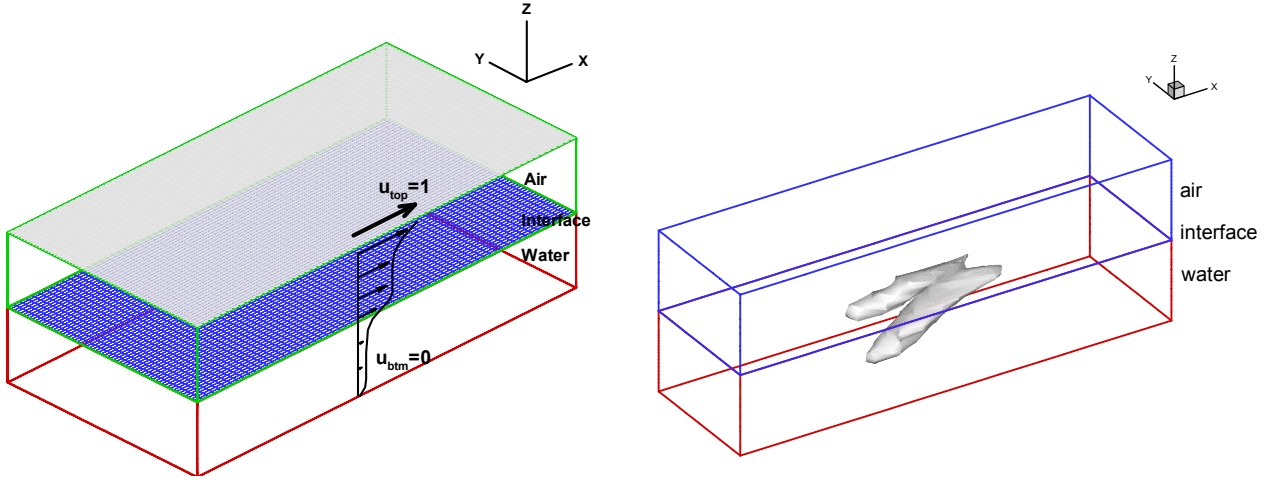 Z
Y
X
u_top=1
Air
Interface
Water
u_btm=0
Z
Y
X
air
interface
water